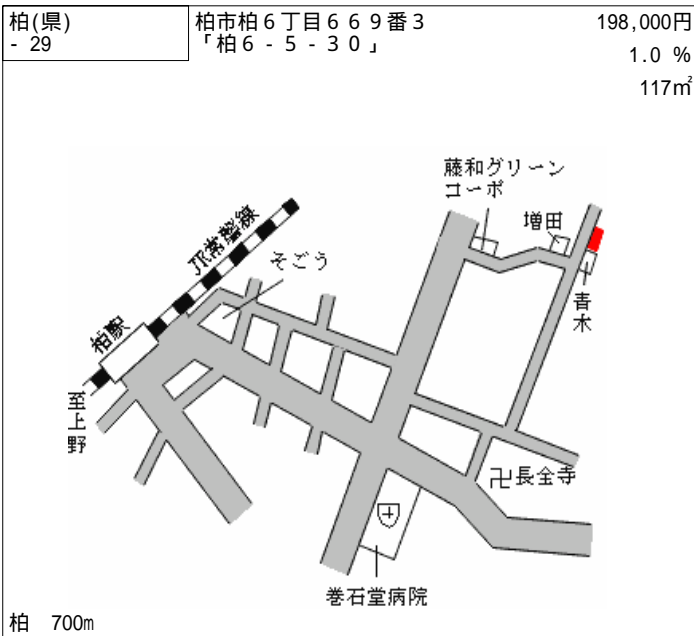 柏(県)
- 29
柏市柏６丁目６６９番３
「柏６-５-３０」
198,000円
1.0 %
117㎡
藤和グリーン
コーポ
増田
青木
JR常磐線
そごう
柏駅
至上野
卍長全寺
巻石堂病院
柏 700m